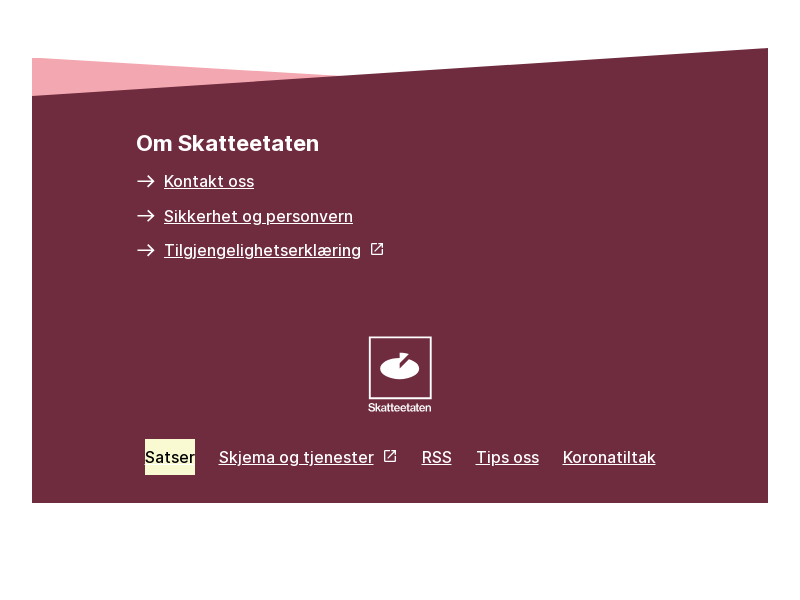 Om Skatteetaten
Kontakt oss
Sikkerhet og personvern
Tilgjengelighetserklæring
Skatteetaten
Satser Skjema og tjenester RSS Tips oss Koronatiltak